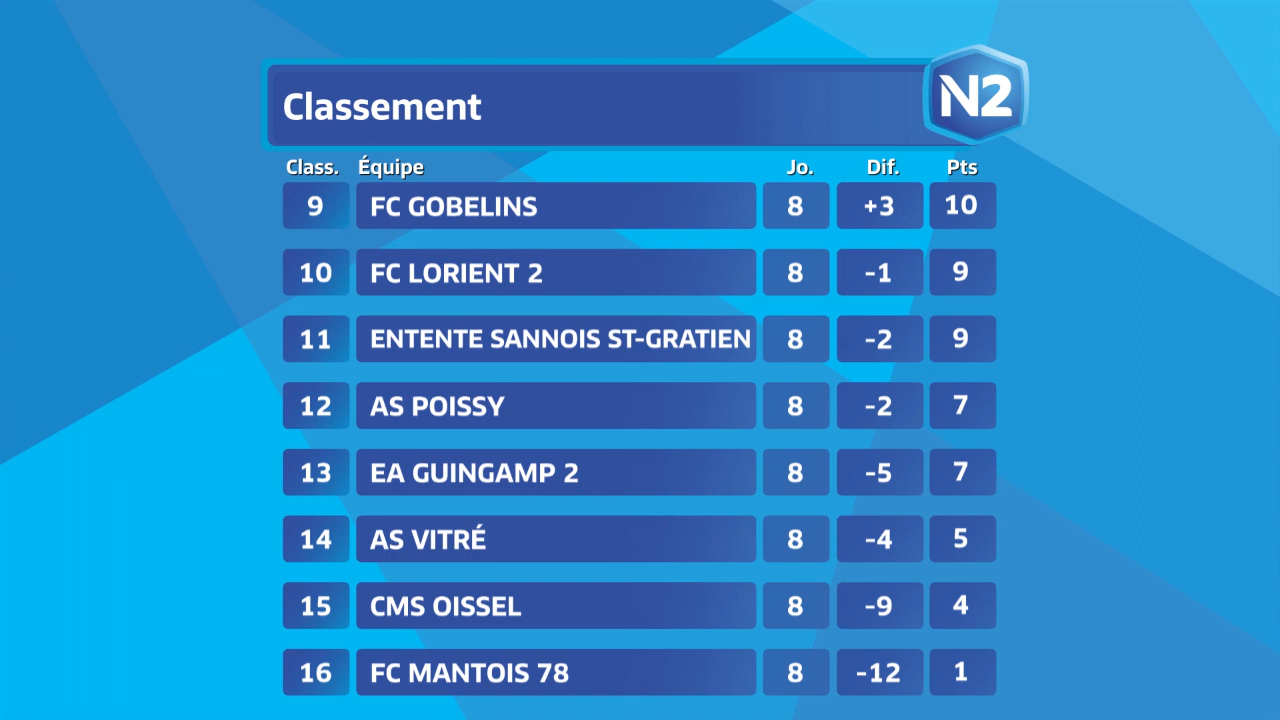 Classement N2
Class. Équipe Jo. Dif. Pts
9 FC GOBELINS 8 +3 10
10 FC LORIENT 2 8 -1 9
11 ENTENTE SANNOIS ST-GRATIEN 8 -2 9
12 AS POISSY 8 -2 7
13 EA GUINGAMP 2 8 -5 7
14 AS VITRÉ 8 -4 5
15 CMS OISSEL 8 -9 4
16 FC MANTOIS 78 8 -12 1